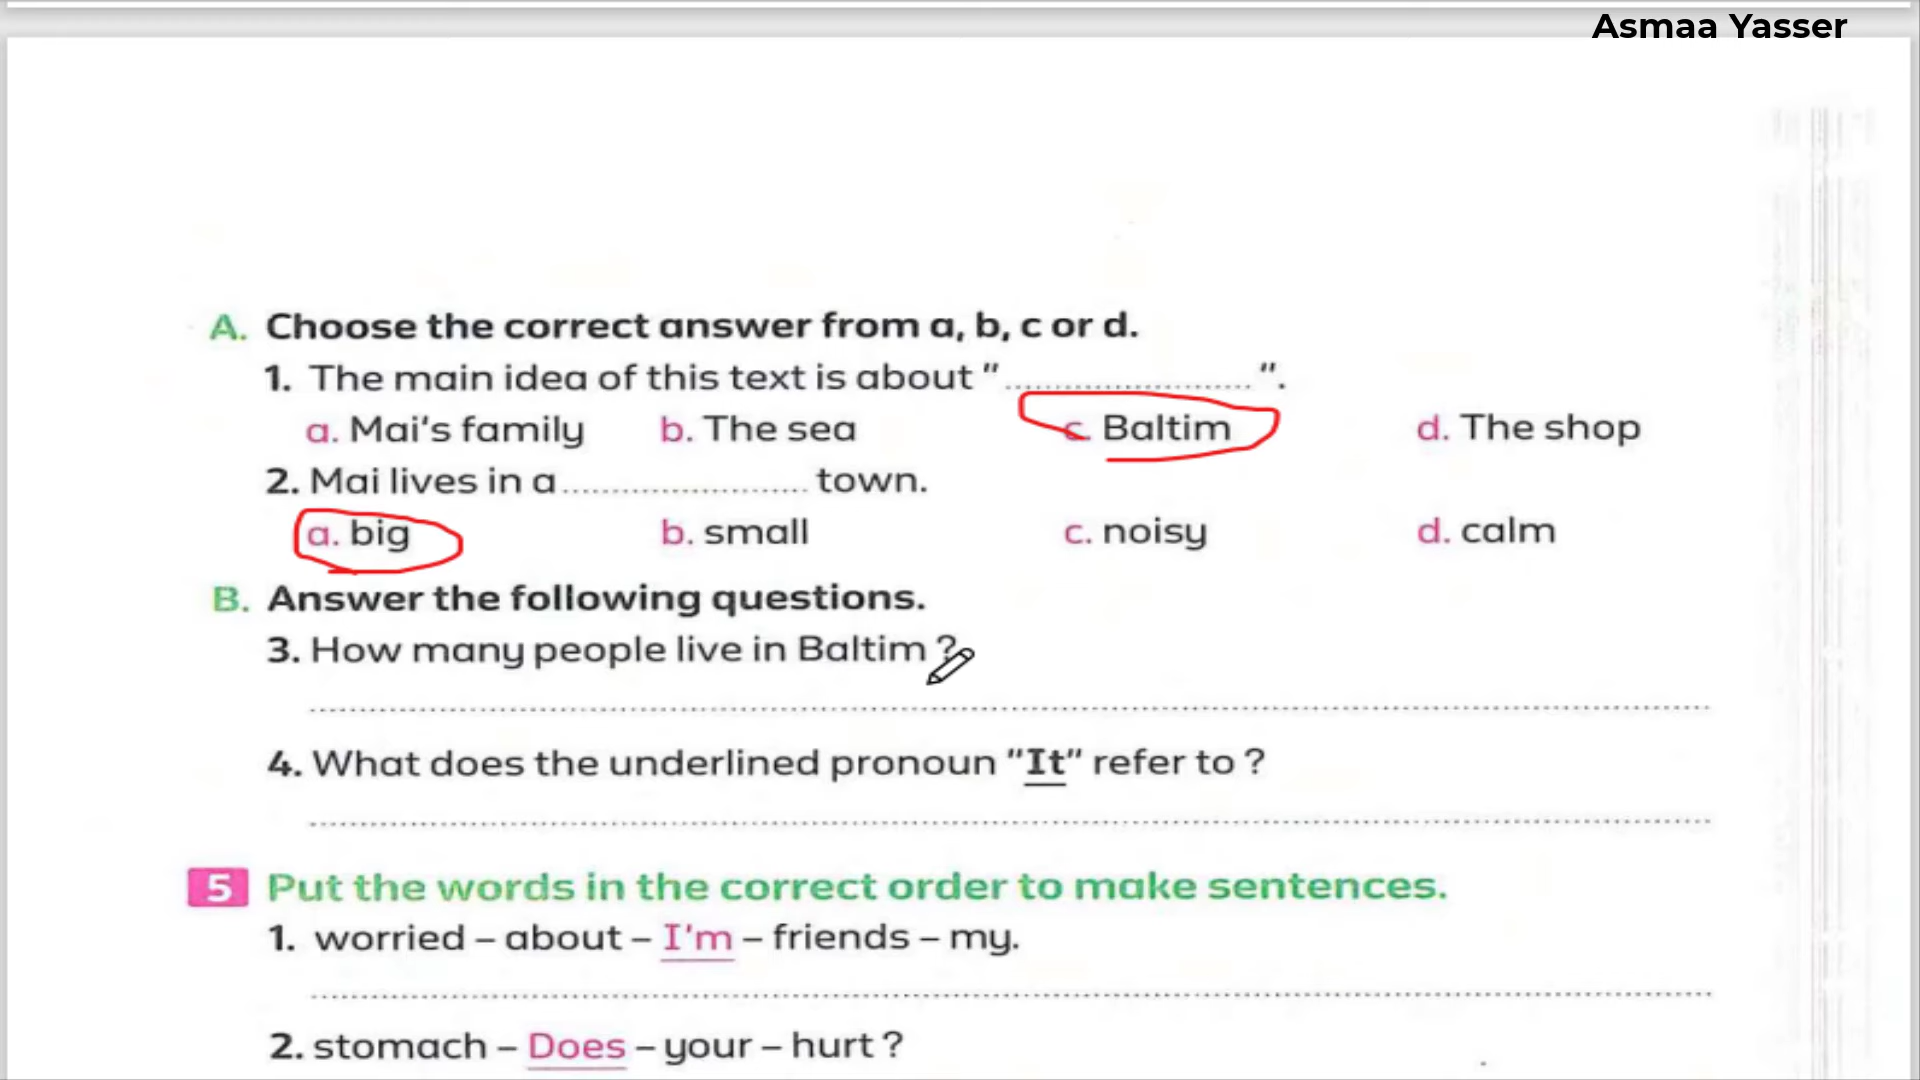 Asmaa Yasser
A. Choose the correct answer from a, b, c or d.
1. The main idea of this text is about "........................".
a. Mai's family b. The sea c. Baltim d. The shop
2. Mai lives in a ........................ town.
a. big b. small c. noisy d. calm
B. Answer the following questions.
3. How many people live in Baltim ?
4. What does the underlined pronoun "It" refer to ?
5 Put the words in the correct order to make sentences.
1. worried – about – I'm – friends – my.
2. stomach – Does – your – hurt ?